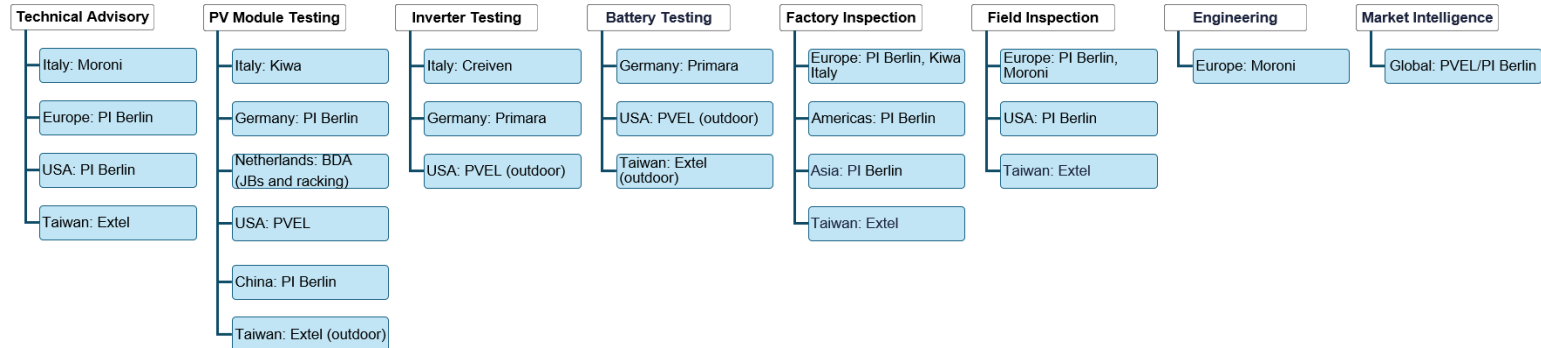 Technical Advisory
Italy: Moroni
Europe: PI Berlin
USA: PI Berlin
Taiwan: Extel
PV Module Testing
Italy: Kiwa
Germany: PI Berlin
Netherlands: BDA
(JBs and racking)
USA: PVEL
China: PI Berlin
Taiwan: Extel (outdoor)
Inverter Testing
Italy: Creiven
Germany: Primara
USA: PVEL (outdoor)
Battery Testing
Germany: Primara
USA: PVEL (outdoor)
Taiwan: Extel
(outdoor)
Factory Inspection
Europe: PI Berlin, Kiwa
Italy
Americas: PI Berlin
Asia: PI Berlin
Taiwan: Extel
Field Inspection
Europe: PI Berlin,
Moroni
USA: PI Berlin
Taiwan: Extel
Engineering
Europe: Moroni
Market Intelligence
Global: PVEL/PI Berlin